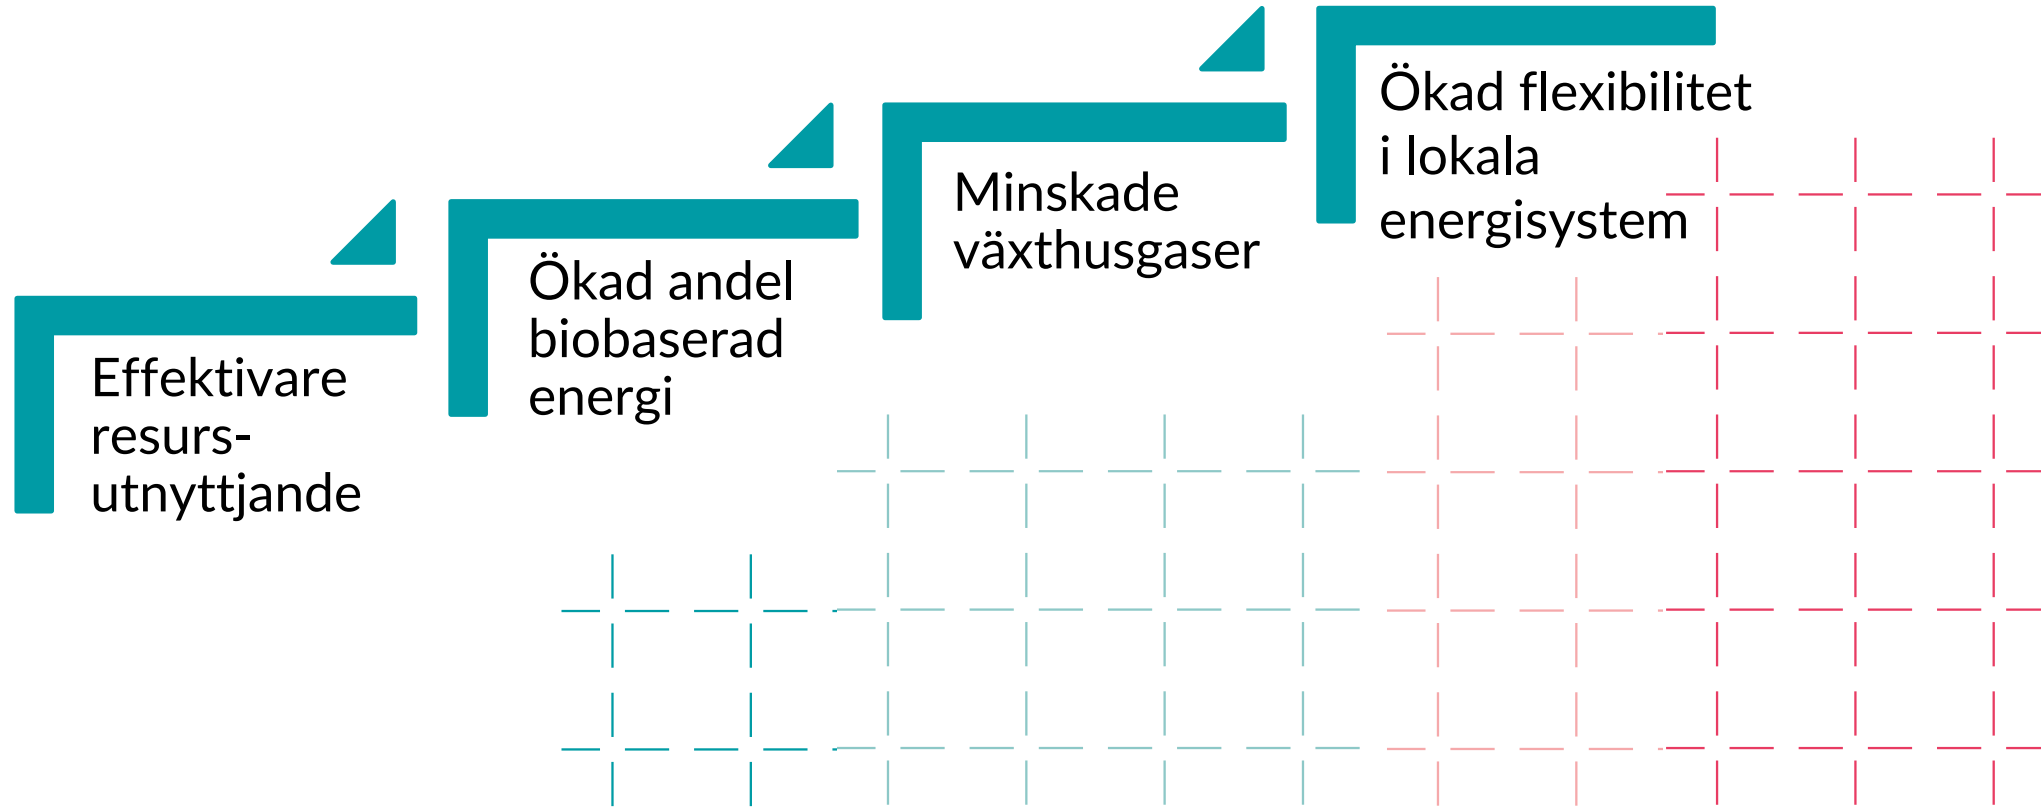 Effektivare
resurs-
utnyttjande
Ökad andel
biobaserad
energi
Minskade
växthusgaser
Ökad flexibilitet
i lokala
energisystem